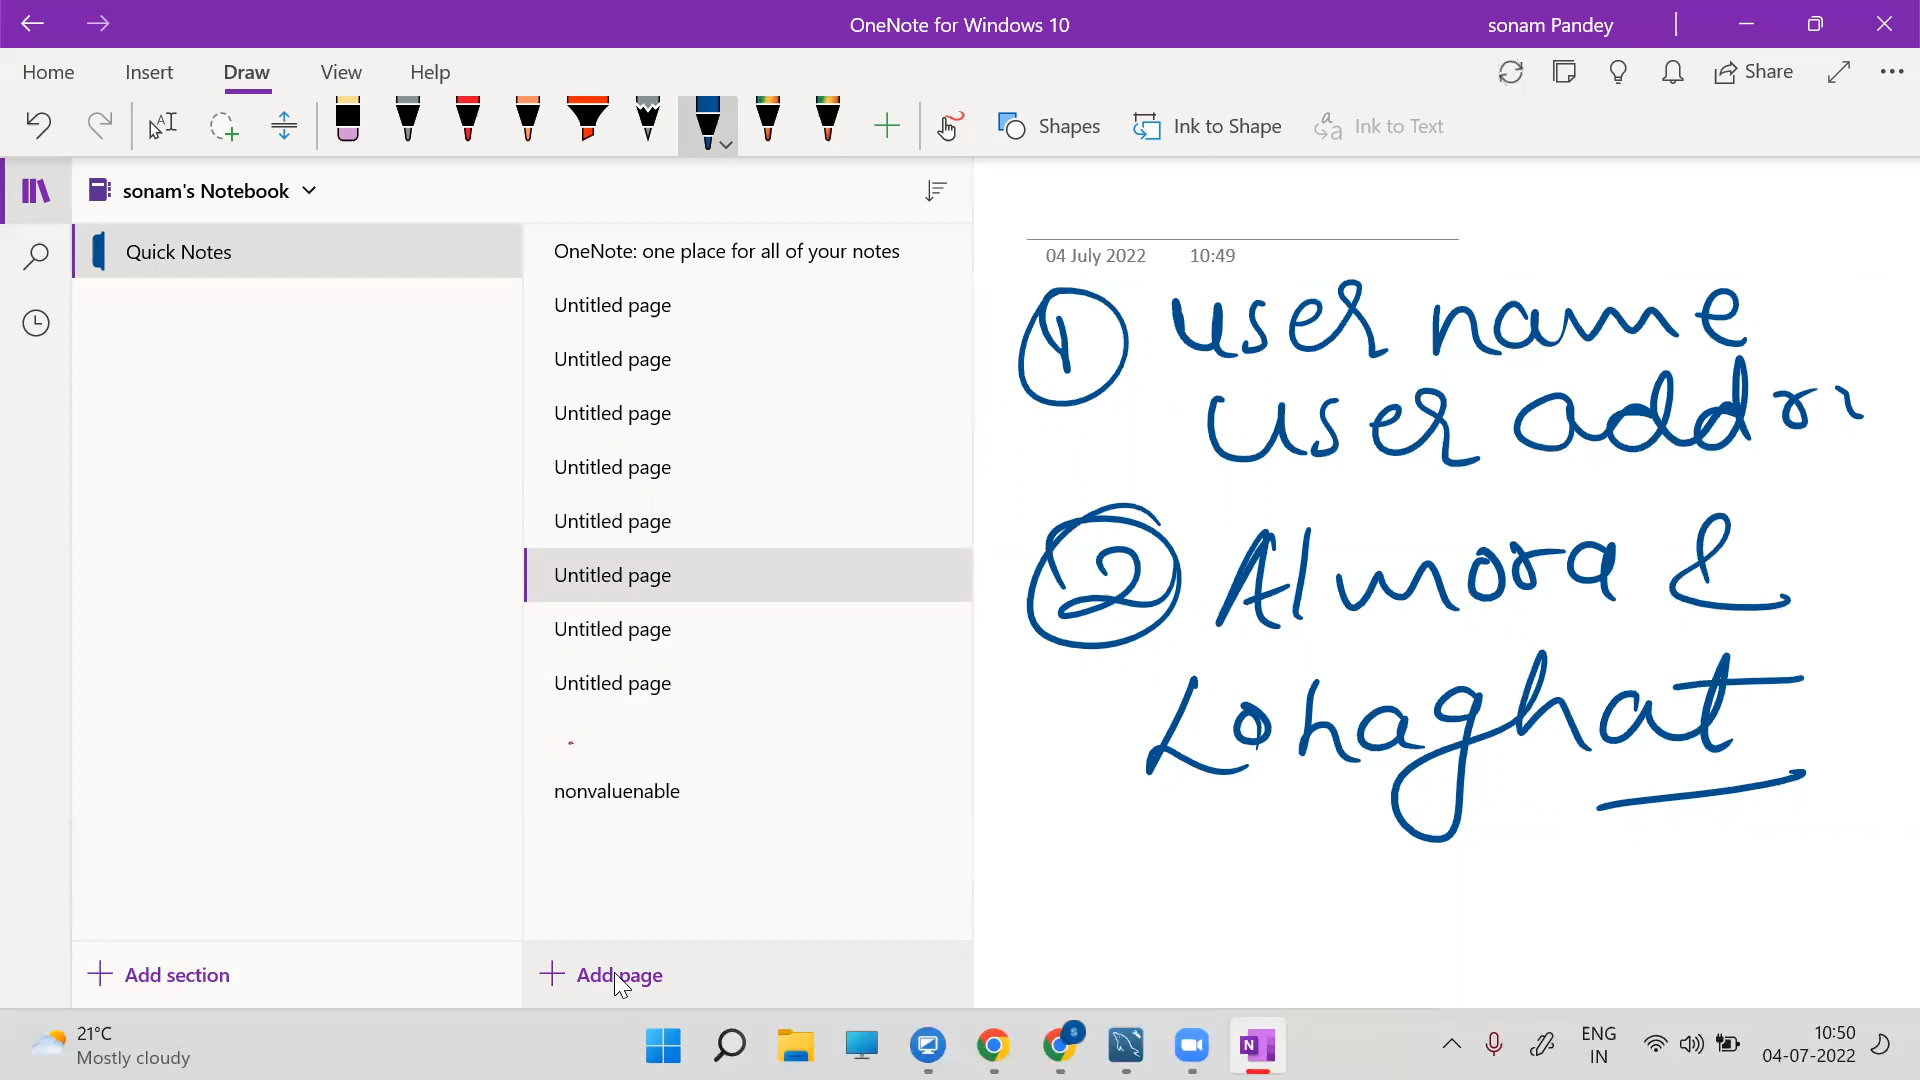 OneNote for Windows 10
sonam Pandey
Home Insert Draw View Help
Share
Shapes Ink to Shape Ink to Text
sonam's Notebook
Quick Notes
OneNote: one place for all of your notes
Untitled page
Untitled page
Untitled page
Untitled page
Untitled page
Untitled page
Untitled page
Untitled page
nonvaluenable
Add section
Add page
04 July 2022 10:49
1 user name
user addr
2 Almora &
Lohaghat
21°C
Mostly cloudy
ENG
IN
10:50
04-07-2022